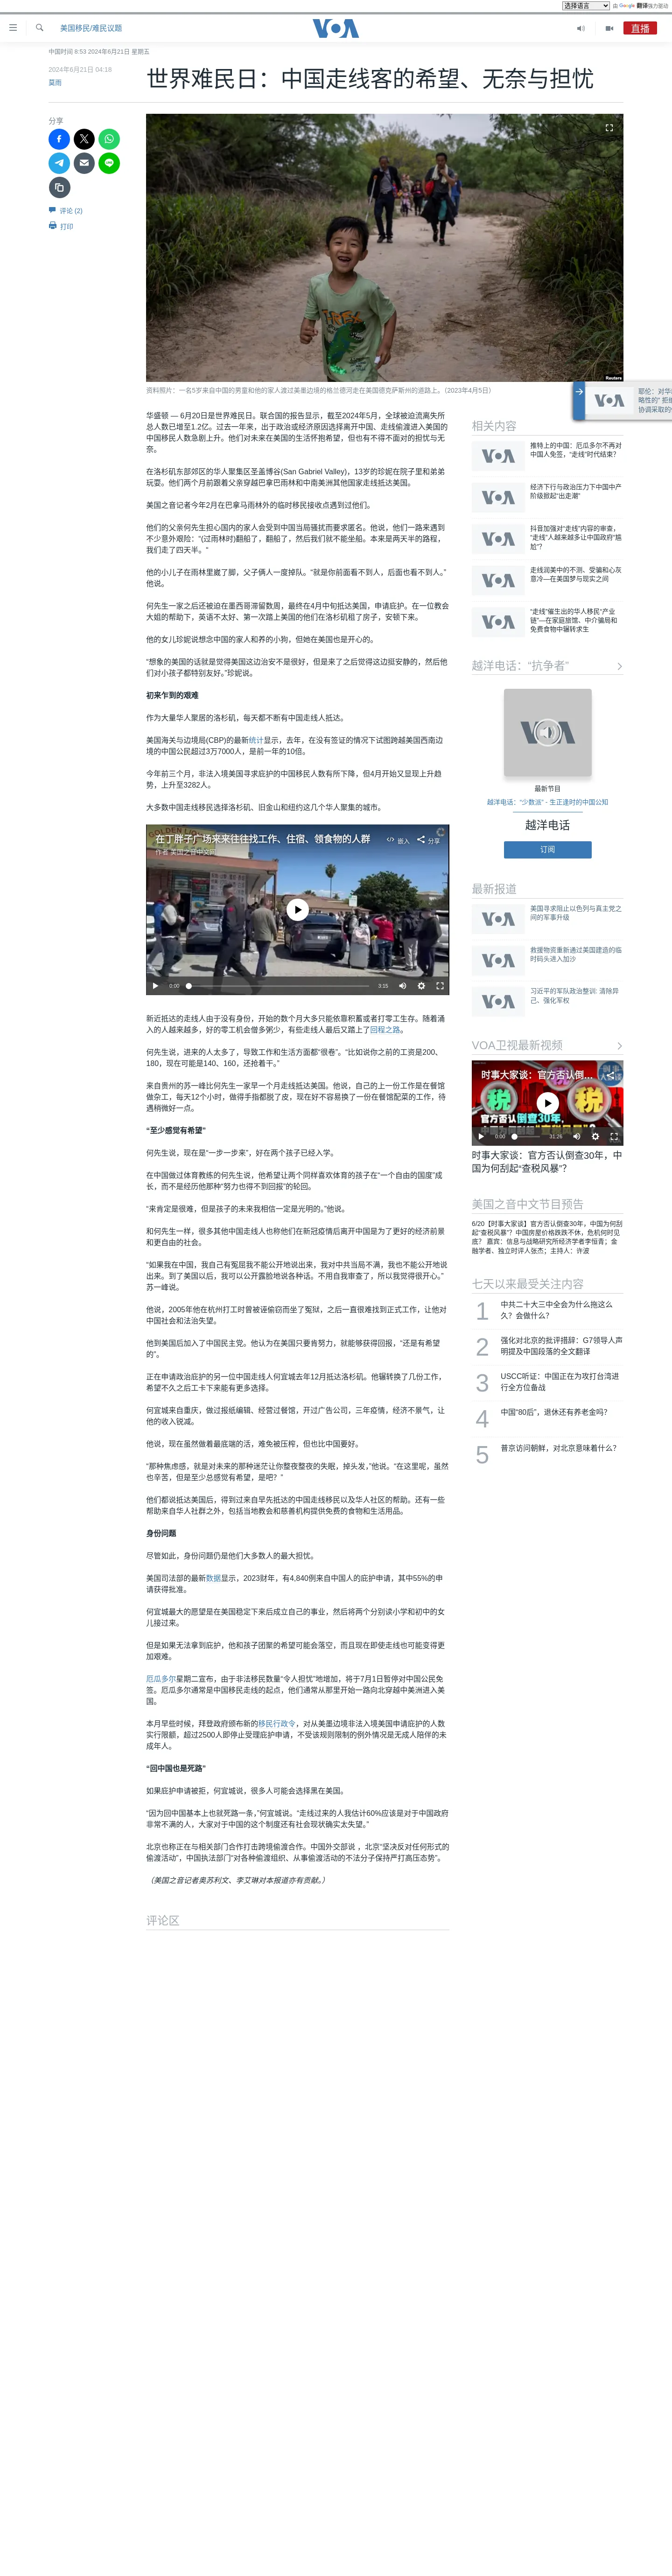 选择语言
由 Google 翻译强力驱动
美国移民/难民议题
VOA
直播
中国时间 8:53 2024年6月21日 星期五
2024年6月21日 04:18
莫雨
世界难民日：中国走线客的希望、无奈与担忧
分享
评论 (2)
打印
Reuters
资料照片：一名5岁来自中国的男童和他的家人渡过美墨边境的格兰德河走在美国德克萨斯州的道路上。（2023年4月5日）
华盛顿 — 6月20日是世界难民日。联合国的报告显示，截至2024年5月，全球被迫流离失所
总人数已增至1.2亿。过去一年来，出于政治或经济原因选择离开中国、走线偷渡进入美国的
中国移民人数急剧上升。他们对未来在美国的生活怀抱希望，但也有不得不面对的担忧与无
奈。
在洛杉矶东部郊区的华人聚集区圣盖博谷(San Gabriel Valley)，13岁的珍妮在院子里和弟弟
玩耍。他们两个月前跟着父亲穿越巴拿巴雨林和中南美洲其他国家走线抵达美国。
美国之音记者今年2月在巴拿马雨林外的临时移民接收点遇到过他们。
他们的父亲何先生担心国内的家人会受到中国当局骚扰而要求匿名。他说，他们一路来遇到
不少意外艰险：“(过雨林时)翻船了，翻船了，然后我们就不能坐船。本来是两天半的路程，
我们走了四天半。”
他的小儿子在雨林里崴了脚，父子俩人一度掉队。“就是你前面看不到人，后面也看不到人。”
他说。
何先生一家之后还被迫在墨西哥滞留数周，最终在4月中旬抵达美国，申请庇护。在一位教会
大姐的帮助下，英语不太好、第一次踏上美国的他们在洛杉矶租了房子，安顿下来。
他的女儿珍妮说想念中国的家人和养的小狗，但她在美国也是开心的。
“想象的美国的话就是觉得美国这边治安不是很好，但是来了之后觉得这边挺安静的，然后他
们对小孩子都特别友好。”珍妮说。
初来乍到的艰难
作为大量华人聚居的洛杉矶，每天都不断有中国走线人抵达。
美国海关与边境局(CBP)的最新统计显示，去年，在没有签证的情况下试图跨越美国西南边
境的中国公民超过3万7000人，是前一年的10倍。
今年前三个月，非法入境美国寻求庇护的中国移民人数有所下降，但4月开始又显现上升趋
势，上升至3282人。
大多数中国走线移民选择洛杉矶、旧金山和纽约这几个华人聚集的城市。
在丁胖子广场来来往往找工作、住宿、领食物的人群
嵌入
分享
作者 美国之音中文网
0:00
3:15
新近抵达的走线人由于没有身份，开始的数个月大多只能依靠积蓄或者打零工生存。随着涌
入的人越来越多，好的零工机会僧多粥少，有些走线人最后又踏上了回程之路。
何先生说，进来的人太多了，导致工作和生活方面都“很卷”。“比如说你之前的工资是200、
180，现在可能是140、160，还抢着干。”
来自贵州的苏一峰比何先生一家早一个月走线抵达美国。他说，自己的上一份工作是在餐馆
做杂工，每天12个小时，做得手指都脱了皮，现在好不容易换了一份在餐馆配菜的工作，待
遇稍微好一点。
“至少感觉有希望”
何先生说，现在是“一步一步来”，好在两个孩子已经入学。
在中国做过体育教练的何先生说，他希望让两个同样喜欢体育的孩子在“一个自由的国度”成
长，而不是经历他那种“努力也得不到回报”的轮回。
“来肯定是很难，但是孩子的未来我相信一定是光明的。”他说。
和何先生一样，很多其他中国走线人也称他们在新冠疫情后离开中国是为了更好的经济前景
和更自由的社会。
“如果我在中国，我自己有冤屈我不能公开地说出来，我对中共当局不满，我也不能公开地说
出来。到了美国以后，我可以公开露脸地说各种话。不用自我审查了，所以我觉得很开心。”
苏一峰说。
他说，2005年他在杭州打工时曾被诬偷窃而坐了冤狱，之后一直很难找到正式工作，让他对
中国社会和法治失望。
他到美国后加入了中国民主党。他认为在美国只要肯努力，就能够获得回报，“还是有希望
的”。
正在申请政治庇护的另一位中国走线人何宜城去年12月抵达洛杉矶。他辗转换了几份工作，
希望不久之后工卡下来能有更多选择。
何宜城来自重庆，做过报纸编辑、经营过餐馆，开过广告公司，三年疫情，经济不景气，让
他的收入锐减。
他说，现在虽然做着最底端的活，难免被压榨，但也比中国要好。
“那种焦虑感，就是对未来的那种迷茫让你整夜整夜的失眠，掉头发，”他说。“在这里呢，虽然
也辛苦，但是至少总感觉有希望，是吧？”
他们都说抵达美国后，得到过来自早先抵达的中国走线移民以及华人社区的帮助。还有一些
帮助来自华人社群之外，包括当地教会和慈善机构提供免费的食物和生活用品。
身份问题
尽管如此，身份问题仍是他们大多数人的最大担忧。
美国司法部的最新数据显示，2023财年，有4,840例来自中国人的庇护申请，其中55%的申
请获得批准。
何宜城最大的愿望是在美国稳定下来后成立自己的事业，然后将两个分别读小学和初中的女
儿接过来。
但是如果无法拿到庇护，他和孩子团聚的希望可能会落空，而且现在即使走线也可能变得更
加艰难。
厄瓜多尔星期二宣布，由于非法移民数量“令人担忧”地增加，将于7月1日暂停对中国公民免
签。厄瓜多尔通常是中国移民走线的起点，他们通常从那里开始一路向北穿越中美洲进入美
国。
本月早些时候，拜登政府颁布新的移民行政令，对从美墨边境非法入境美国申请庇护的人数
实行限额，超过2500人即停止受理庇护申请，不受该规则限制的例外情况是无成人陪伴的未
成年人。
“回中国也是死路”
如果庇护申请被拒，何宜城说，很多人可能会选择黑在美国。
“因为回中国基本上也就死路一条，”何宜城说。“走线过来的人我估计60%应该是对于中国政府
非常不满的人，大家对于中国的这个制度还有社会现状确实太失望。”
北京也称正在与相关部门合作打击跨境偷渡合作。中国外交部说 ，北京“坚决反对任何形式的
偷渡活动”，中国执法部门“对各种偷渡组织、从事偷渡活动的不法分子保持严打高压态势”。
（美国之音记者奥苏利文、李艾琳对本报道亦有贡献。）
评论区
相关内容
推特上的中国：厄瓜多尔不再对
中国人免签，“走线”时代结束？
经济下行与政治压力下中国中产
阶级掀起“出走潮”
抖音加强对“走线”内容的审查，
“走线”人越来越多让中国政府“尴
尬”？
走线润美中的不测、受骗和心灰
意冷—在美国梦与现实之间
“走线”催生出的华人移民“产业
链”—在家庭旅馆、中介骗局和
免费食物中辗转求生
越洋电话：“抗争者”
最新节目
越洋电话：“少数派” - 生正逢时的中国公知
越洋电话
订阅
最新报道
美国寻求阻止以色列与真主党之
间的军事升级
救援物资重新通过美国建造的临
时码头进入加沙
习近平的军队政治整训: 清除异
己、强化军权
VOA卫视最新视频
时事大家谈：官方否认倒...
税
税
官方否认倒查30年
0:00
31:26
时事大家谈：官方否认倒查30年，中
国为何刮起“查税风暴”？
美国之音中文节目预告
6/20【时事大家谈】官方否认倒查30年，中国为何刮
起“查税风暴”？中国房屋价格跌跌不休，危机何时见
底？ 嘉宾：信息与战略研究所经济学者李恒青；金
融学者、独立时评人张杰；主持人：许波
七天以来最受关注内容
1 中共二十大三中全会为什么拖这么
久？会做什么？
2 强化对北京的批评措辞：G7领导人声
明提及中国段落的全文翻译
3 USCC听证：中国正在为攻打台湾进
行全方位备战
4 中国“80后”，退休还有养老金吗？
5 普京访问朝鲜，对北京意味着什么？